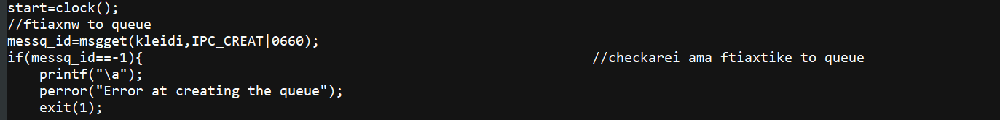 start=clock();
//ftiaxnw to queue
messq_id=msgget(kleidi,IPC_CREAT|0660);
if(messq_id==-1){                                                    //checkarei ama ftiaxtike to queue
    printf("\a");
    perror("Error at creating the queue");
    exit(1);